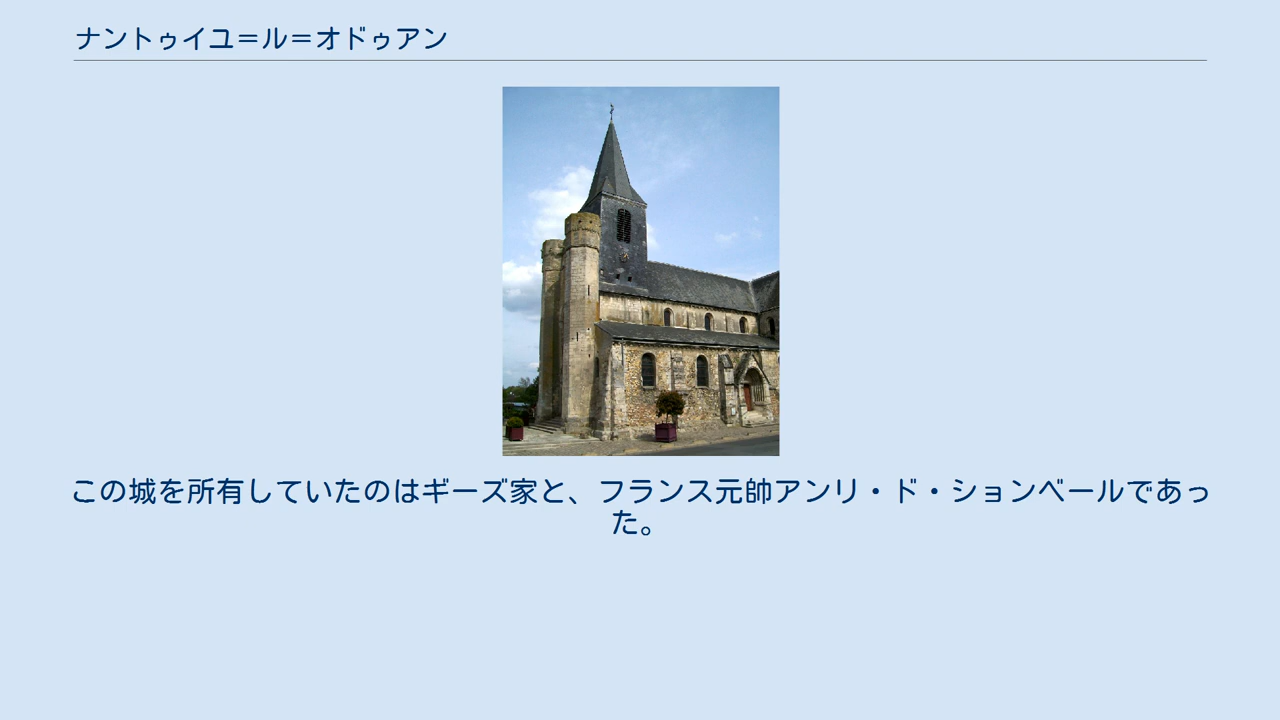 ナントゥイユ＝ル＝オドゥアン
この城を所有していたのはギーズ家と、フランス元帥アンリ・ド・ションベールであっ
た。